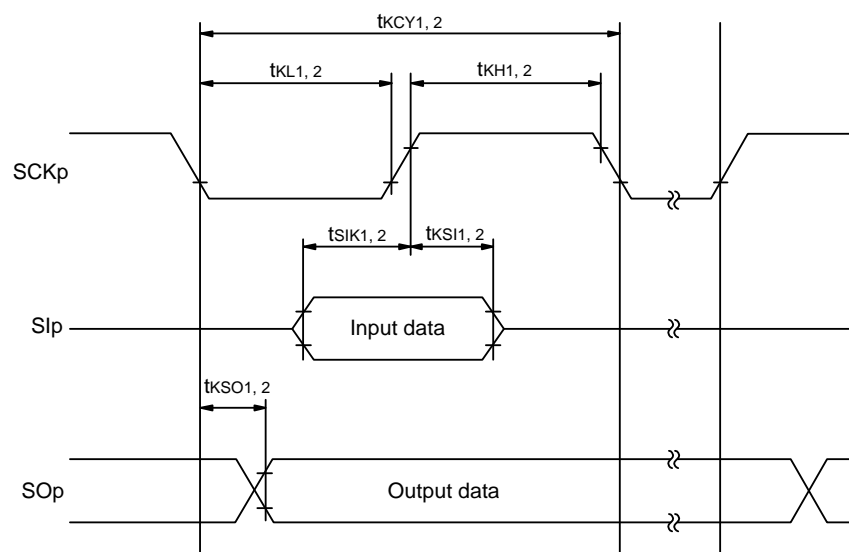 tKCY1, 2
tKL1, 2
tKH1, 2
SCKp
tSIK1, 2
tKSI1, 2
SIp
Input data
tKSO1, 2
SOp
Output data